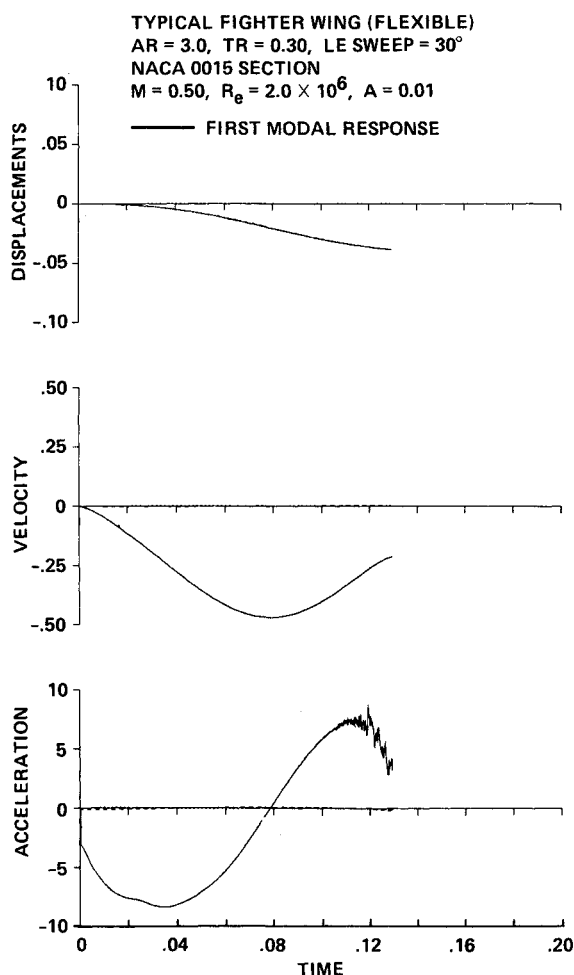 TYPICAL FIGHTER WING (FLEXIBLE)
AR = 3.0, TR = 0.30, LE SWEEP = 30°
NACA 0015 SECTION
M = 0.50, Re = 2.0 × 10⁶, A = 0.01
FIRST MODAL RESPONSE
10
.05
0
-.05
-.10
DISPLACEMENTS
.50
.25
0
-.25
-.50
VELOCITY
10
5
0
-5
-10
ACCELERATION
0 .04 .08 .12 .16 .20
TIME